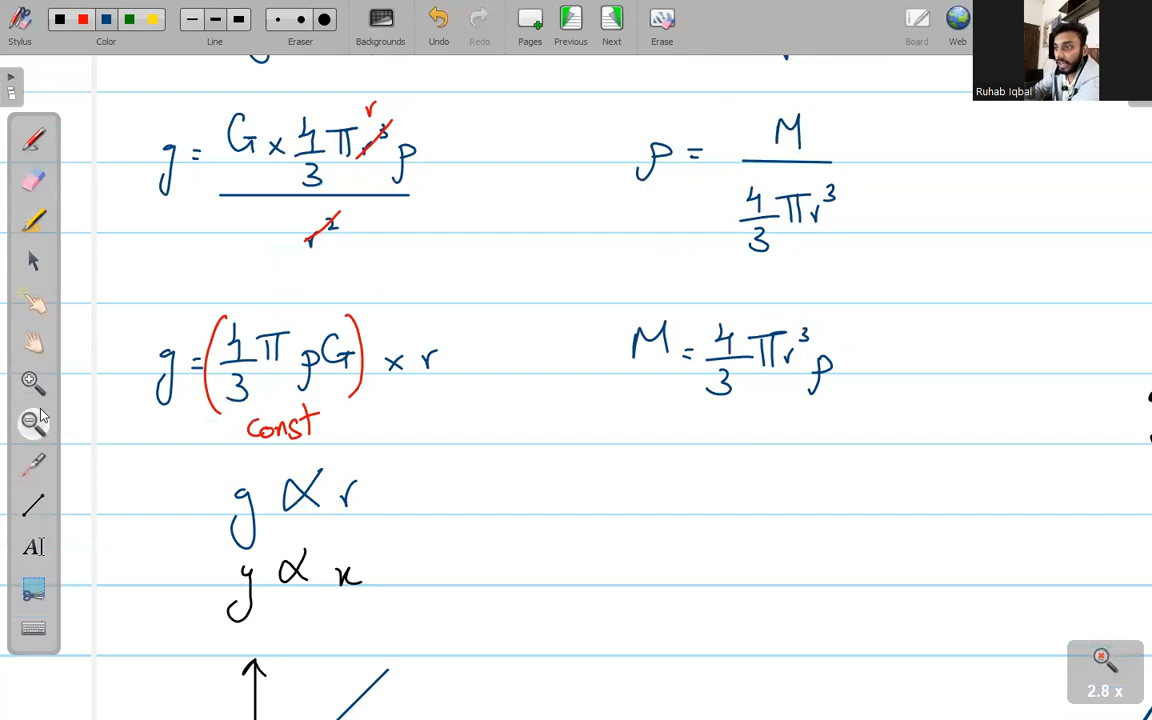 Stylus Color Line Eraser Backgrounds Undo Redo Pages Previous Next Erase Board Web
Ruhab Iqbal
g = G × 4/3 π r³ ρ / r²
r
ρ = M / 4/3 π r³
g = (4/3 π ρG) × r
const
M = 4/3 π r³ ρ
g ∝ r
y ∝ x
2.8 x